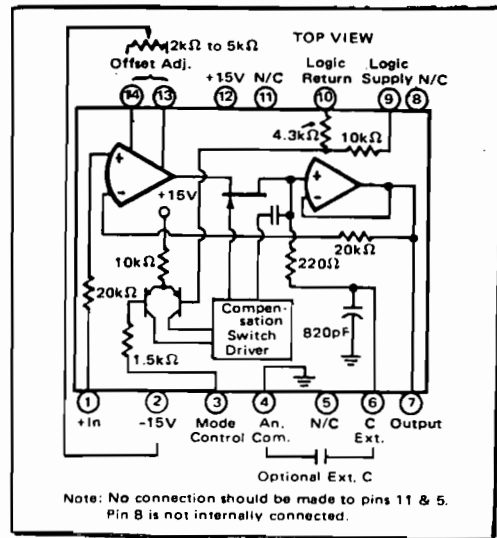 2kΩ to 5kΩ
TOP VIEW
Offset Adj.
+15V N/C
Logic
Return
Logic
Supply N/C
14 13 12 11 10 9 8
4.3kΩ
10kΩ
+
-
+15V
+
-
10kΩ
20kΩ
220Ω
20kΩ
Compen-
sation
Switch
Driver
820pF
1.5kΩ
1 2 3 4 5 6 7
+In -15V Mode
Control
An.
Com.
N/C C
Ext.
Output
Optional Ext. C
Note: No connection should be made to pins 11 & 5.
Pin 8 is not internally connected.